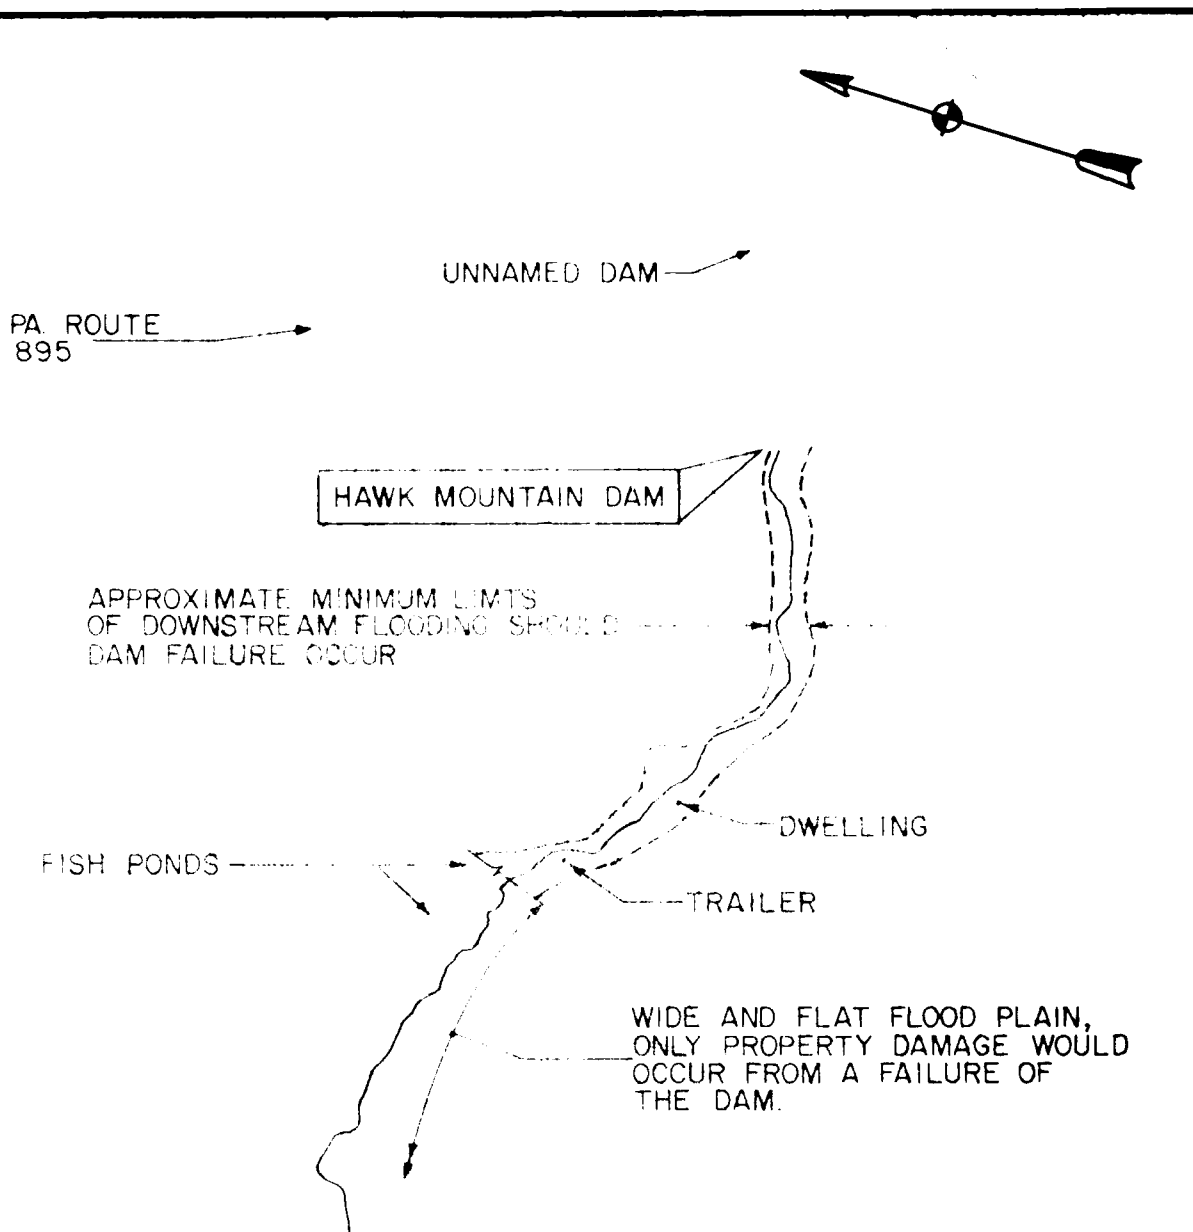 UNNAMED DAM
PA. ROUTE
895
HAWK MOUNTAIN DAM
APPROXIMATE MINIMUM LIMTS
OF DOWNSTREAM FLOODING SHOULD
DAM FAILURE OCCUR
DWELLING
FISH PONDS
TRAILER
WIDE AND FLAT FLOOD PLAIN,
ONLY PROPERTY DAMAGE WOULD
OCCUR FROM A FAILURE OF
THE DAM.